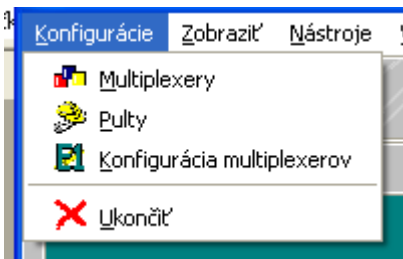 Konfigurácie Zobraziť Nástroje
Multiplexery
Pulty
Konfigurácia multiplexerov
Ukončiť